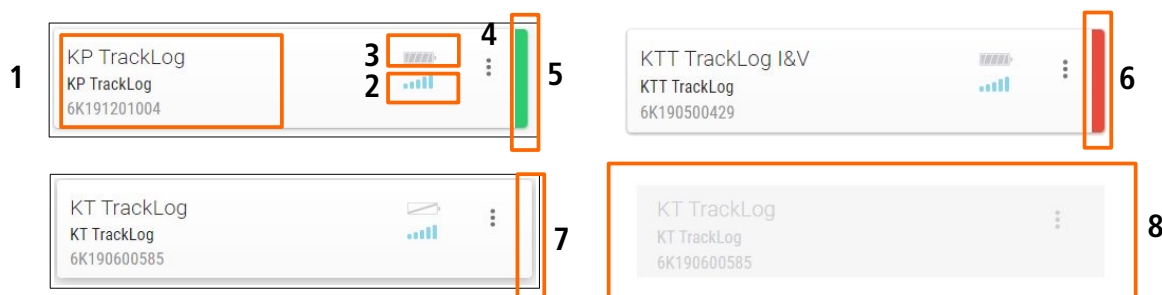 4
KP TrackLog
3
1
KP TrackLog
2
5
6K191201004
KTT TrackLog I&V
KTT TrackLog
6
6K190500429
KT TrackLog
KT TrackLog
7
6K190600585
KT TrackLog
KT TrackLog
8
6K190600585